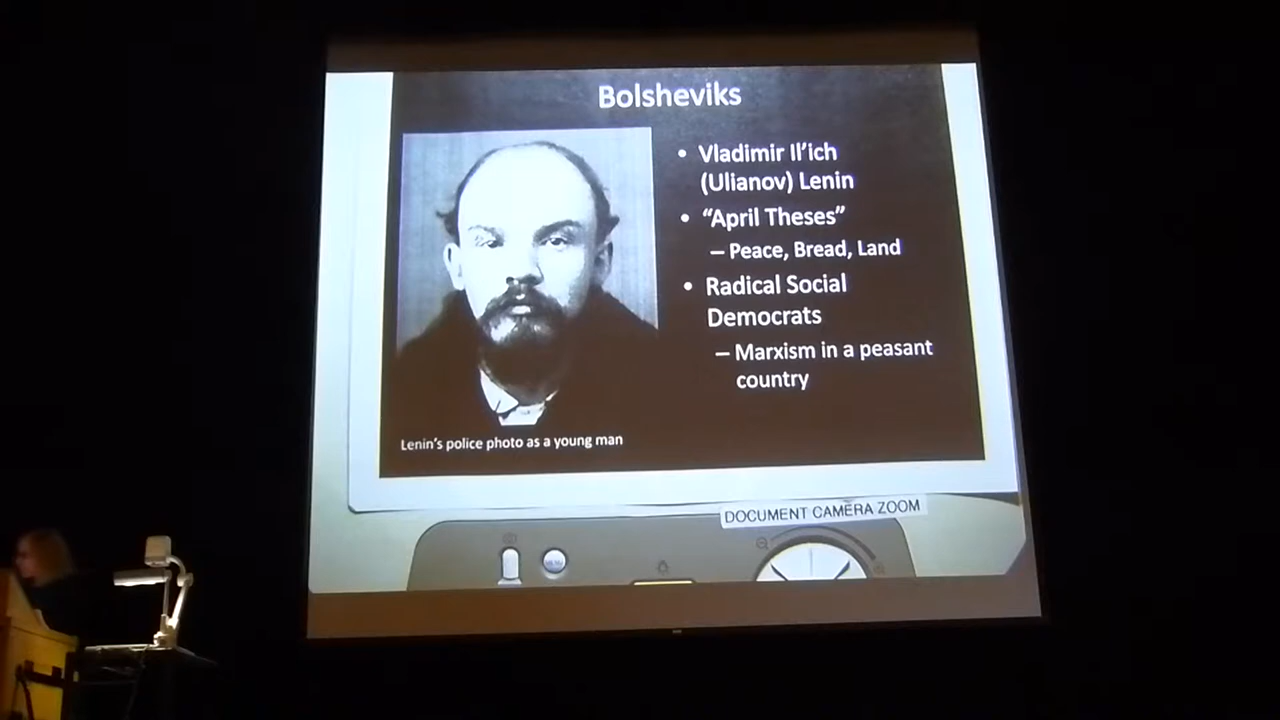 Bolsheviks
• Vladimir Il'ich
(Ulianov) Lenin
• “April Theses”
– Peace, Bread, Land
• Radical Social
Democrats
– Marxism in a peasant
country
Lenin's police photo as a young man
DOCUMENT CAMERA ZOOM
MENU